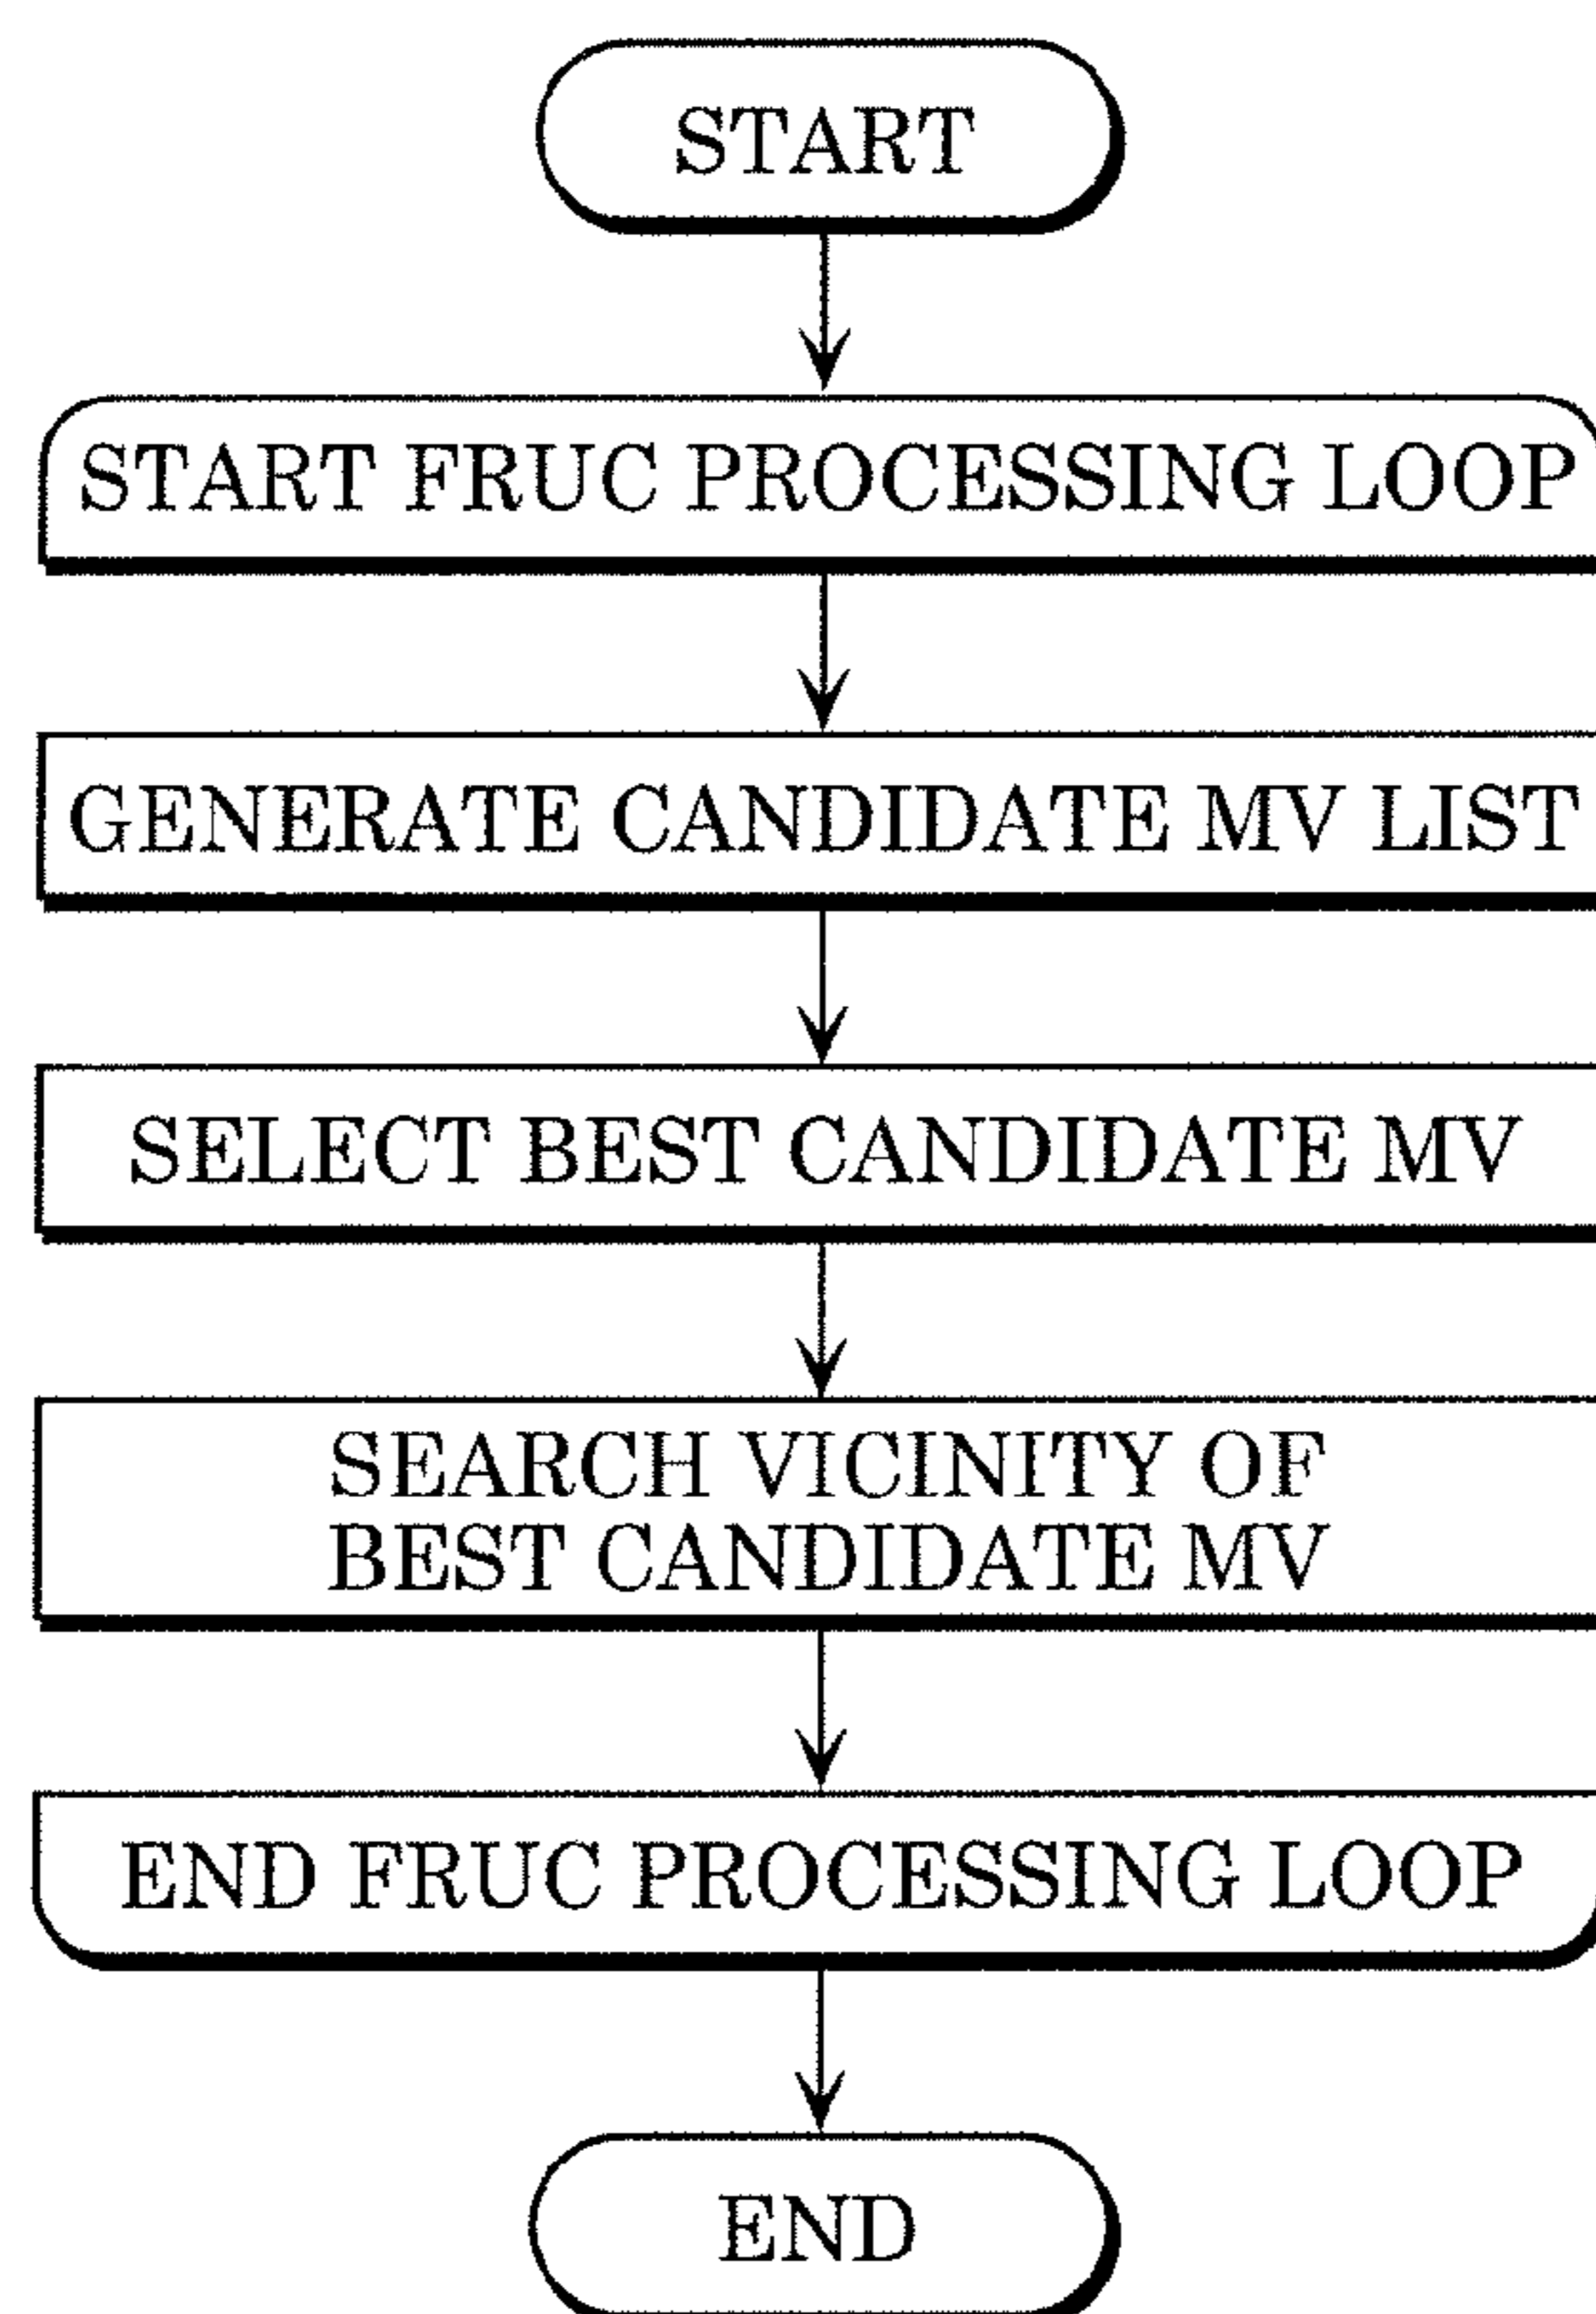 START
START FRUC PROCESSING LOOP
GENERATE CANDIDATE MV LIST
SELECT BEST CANDIDATE MV
SEARCH VICINITY OF
BEST CANDIDATE MV
END FRUC PROCESSING LOOP
END